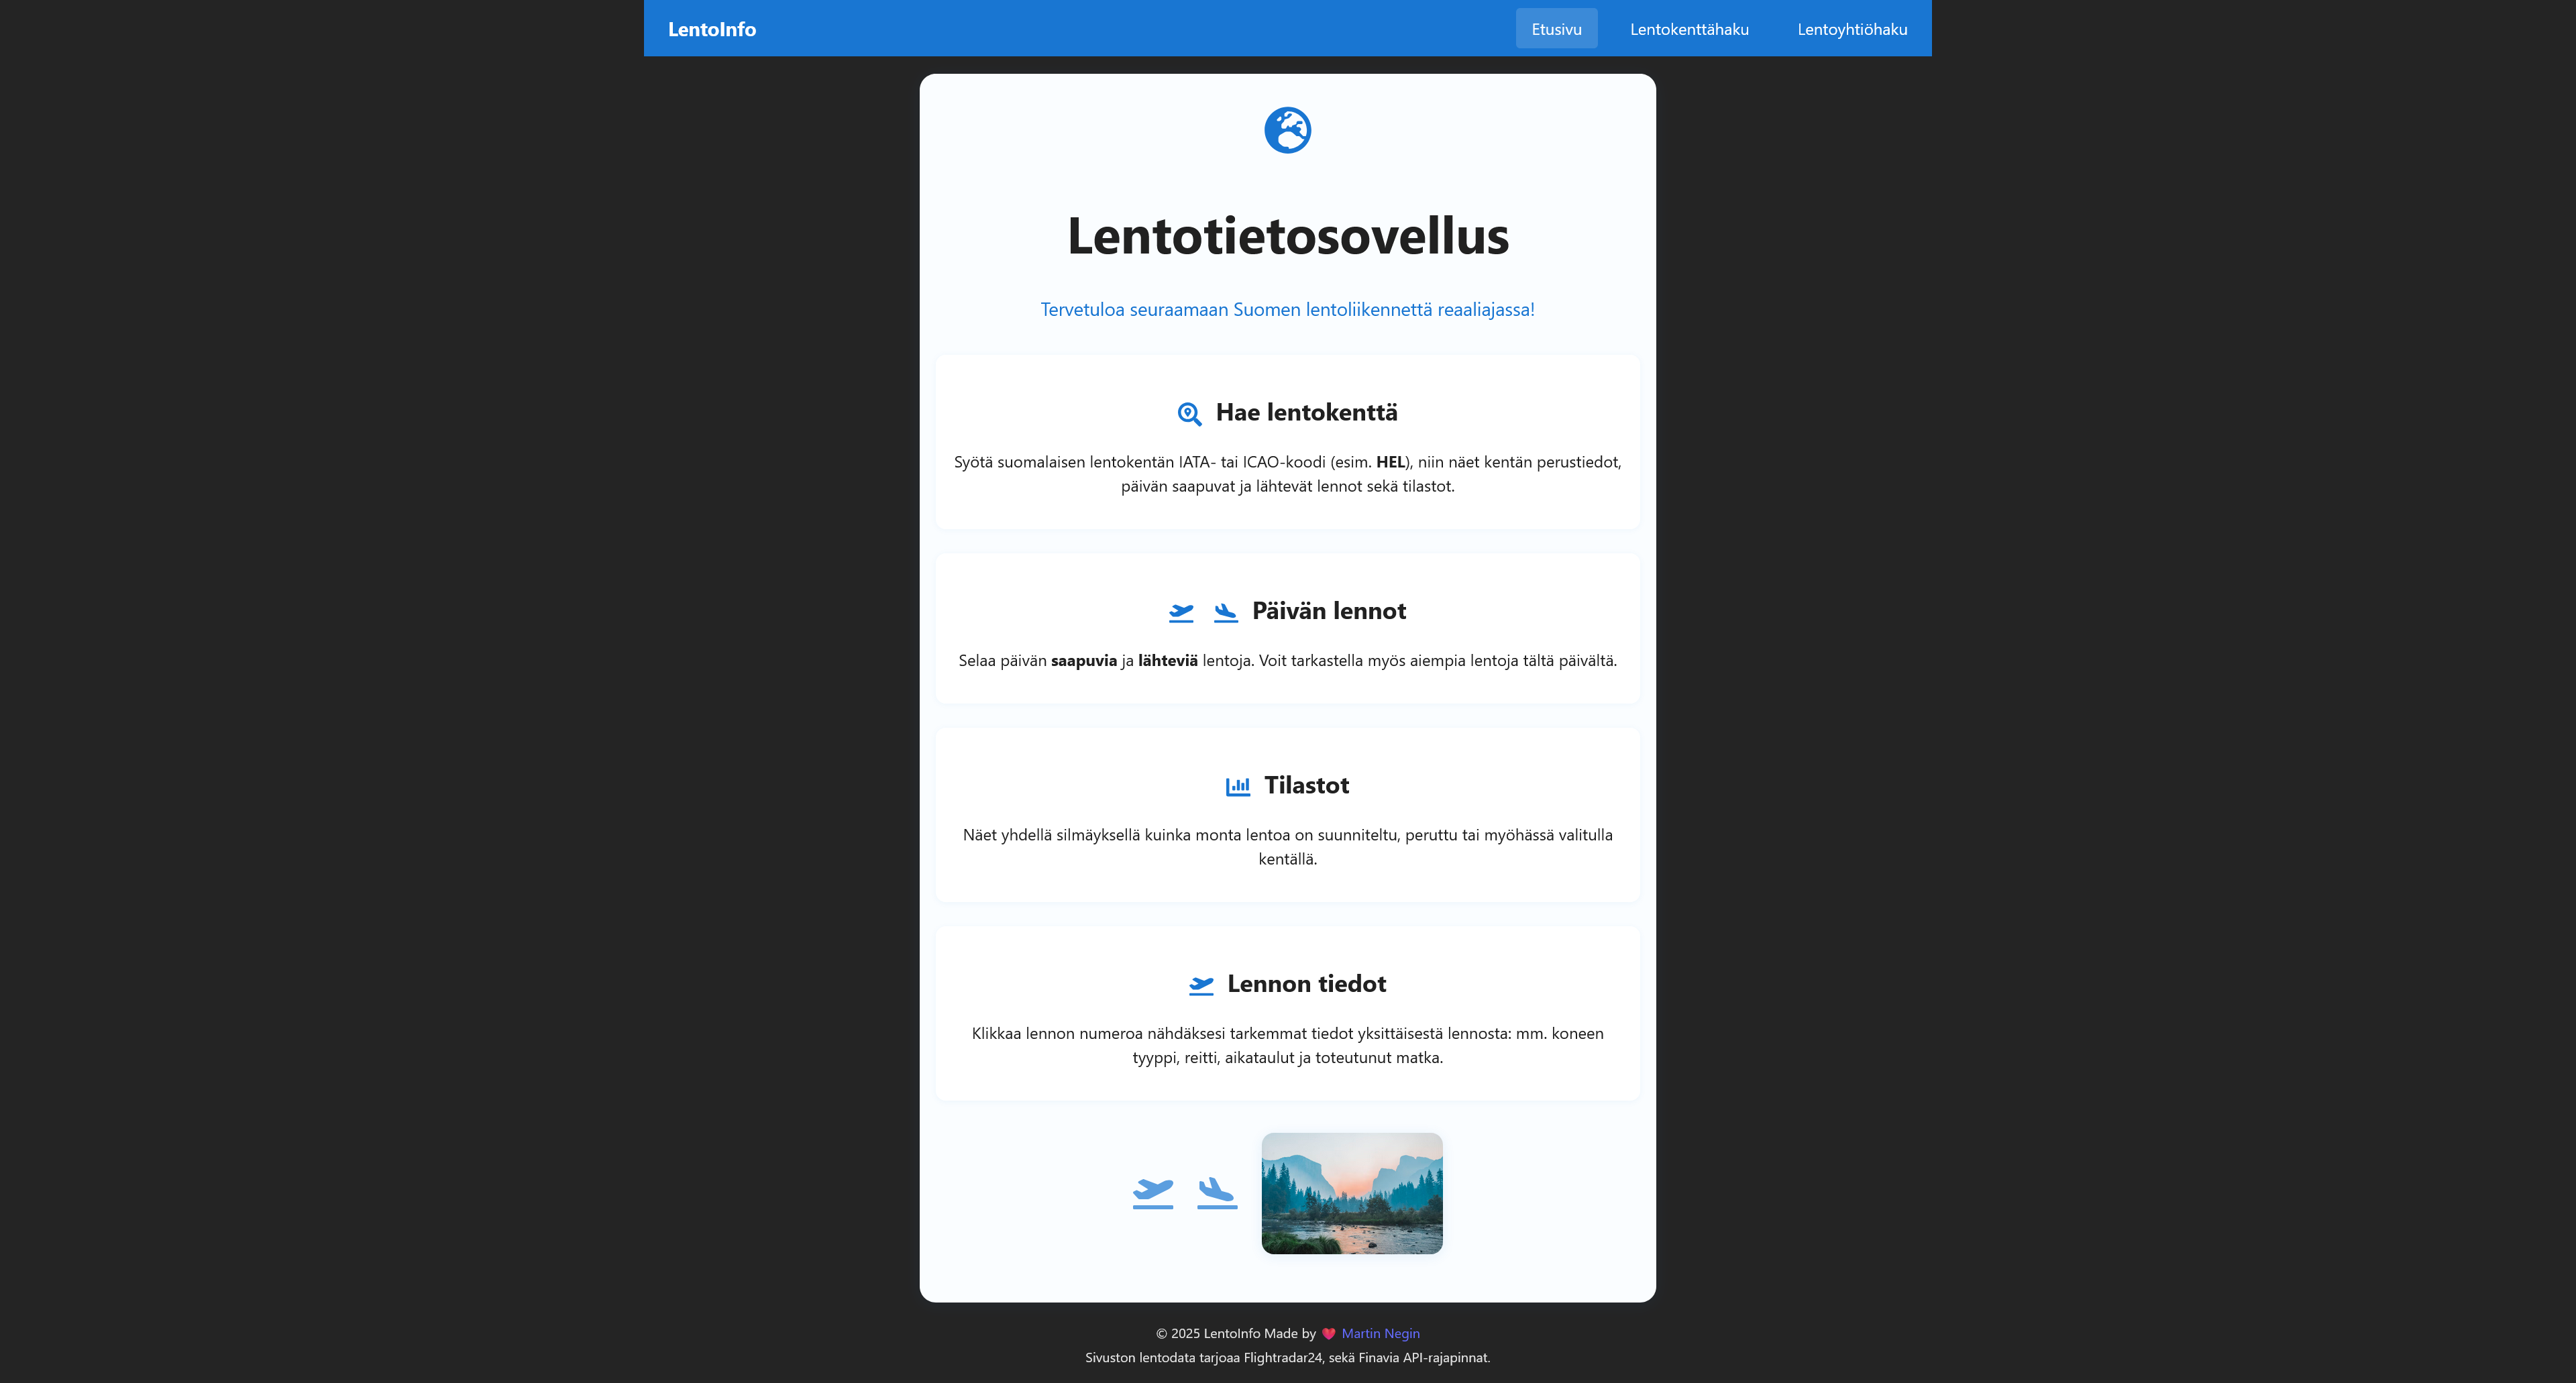 LentoInfo
Etusivu
Lentokenttähaku
Lentoyhtiöhaku
Lentotietosovellus
Tervetuloa seuraamaan Suomen lentoliikennettä reaaliajassa!
Hae lentokenttä
Syötä suomalaisen lentokentän IATA- tai ICAO-koodi (esim. HEL), niin näet kentän perustiedot,
päivän saapuvat ja lähtevät lennot sekä tilastot.
Päivän lennot
Selaa päivän saapuvia ja lähteviä lentoja. Voit tarkastella myös aiempia lentoja tältä päivältä.
Tilastot
Näet yhdellä silmäyksellä kuinka monta lentoa on suunniteltu, peruttu tai myöhässä valitulla
kentällä.
Lennon tiedot
Klikkaa lennon numeroa nähdäksesi tarkemmat tiedot yksittäisestä lennosta: mm. koneen
tyyppi, reitti, aikataulut ja toteutunut matka.
© 2025 LentoInfo Made by ❤️ Martin Negin
Sivuston lentodata tarjoaa Flightradar24, sekä Finavia API-rajapinnat.